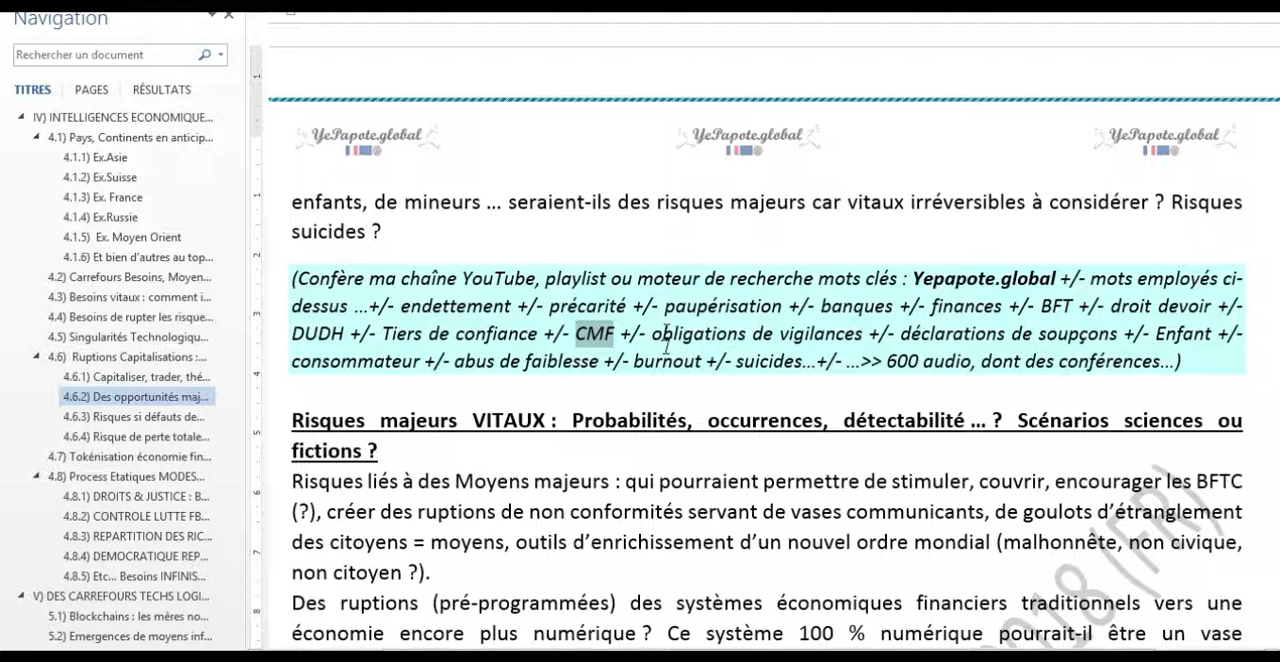 Navigation
Rechercher un document
TITRES PAGES RÉSULTATS
IV) INTELLIGENCES ECONOMIQUE...
4.1) Pays, Continents en anticip...
4.1.1) Ex.Asie
4.1.2) Ex.Suisse
4.1.3) Ex. France
4.1.4) Ex.Russie
4.1.5) Ex. Moyen Orient
4.1.6) Et bien d'autres au top...
4.2) Carrefours Besoins, Moyen...
4.3) Besoins vitaux : comment i...
4.4) Besoins de rupter les risque...
4.5) Singularités Technologiqu...
4.6) Ruptions Capitalisations :...
4.6.1) Capitaliser, trader, thé...
4.6.2) Des opportunités maj...
4.6.3) Risques si défauts de...
4.6.4) Risque de perte totale...
4.7) Tokénisation économie fin...
4.8) Process Etatiques MODES...
4.8.1) DROITS & JUSTICE : B...
4.8.2) CONTROLE LUTTE FB...
4.8.3) REPARTITION DES RIC...
4.8.4) DEMOCRATIQUE REP...
4.8.5) Etc... Besoins INFINIS...
V) DES CARREFOURS TECHS LOGI...
5.1) Blockchains : les mères no...
5.2) Emergences de moyens inf...
YePapote.global YePapote.global YePapote.global
enfants, de mineurs ... seraient-ils des risques majeurs car vitaux irréversibles à considérer ? Risques
suicides ?
(Confère ma chaîne YouTube, playlist ou moteur de recherche mots clés : Yepapote.global +/- mots employés ci-
dessus ...+/- endettement +/- précarité +/- paupérisation +/- banques +/- finances +/- BFT +/- droit devoir +/-
DUDH +/- Tiers de confiance +/- CMF +/- obligations de vigilances +/- déclarations de soupçons +/- Enfant +/-
consommateur +/- abus de faiblesse +/- burnout +/- suicides...+/- ...>> 600 audio, dont des conférences...)
Risques majeurs VITAUX : Probabilités, occurrences, détectabilité ... ? Scénarios sciences ou
fictions ?
Risques liés à des Moyens majeurs : qui pourraient permettre de stimuler, couvrir, encourager les BFTC
(?), créer des ruptions de non conformités servant de vases communicants, de goulots d'étranglement
des citoyens = moyens, outils d'enrichissement d'un nouvel ordre mondial (malhonnête, non civique,
non citoyen ?).
Des ruptions (pré-programmées) des systèmes économiques financiers traditionnels vers une
économie encore plus numérique ? Ce système 100 % numérique pourrait-il être un vase
2018 (FR)